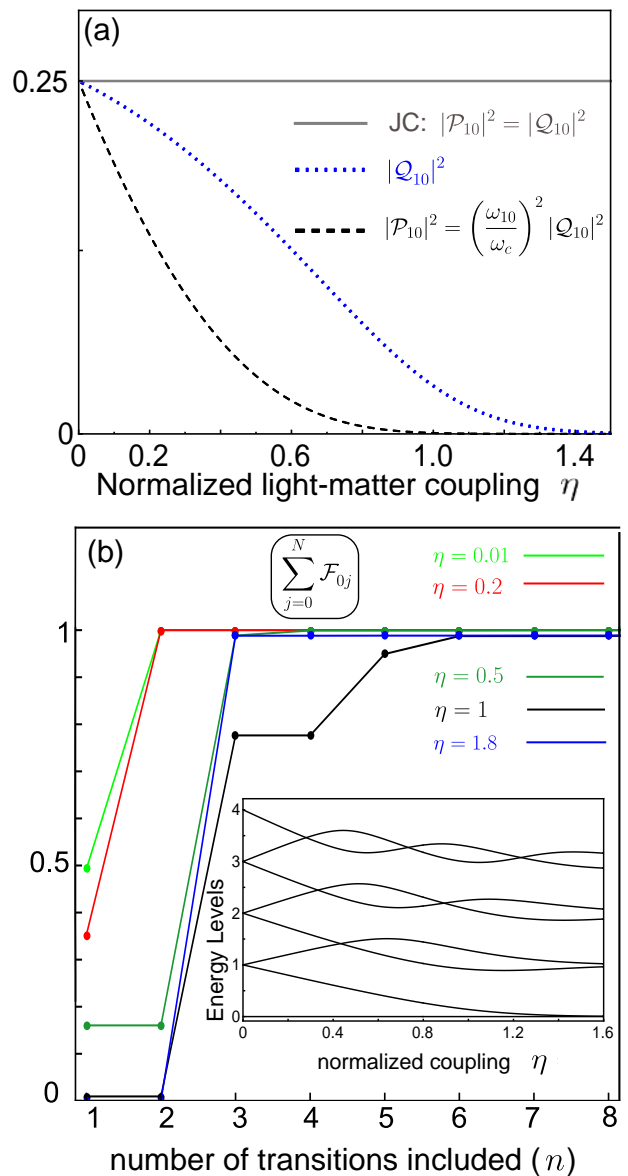 (a)
0.25
JC: |𝒫₁₀|² = |𝒬₁₀|²
|𝒬₁₀|²
|𝒫₁₀|² = (ω₁₀/ω_c)² |𝒬₁₀|²
0
0 0.2 0.6 1.0 1.4
Normalized light-matter coupling η
(b)
∑_{j=0}^{N} ℱ₀ⱼ
η = 0.01
η = 0.2
1
η = 0.5
η = 1
η = 1.8
0.5
4
3
2
1
0
Energy Levels
0 0.4 0.8 1.2 1.6
normalized coupling η
0
1 2 3 4 5 6 7 8
number of transitions included (n)